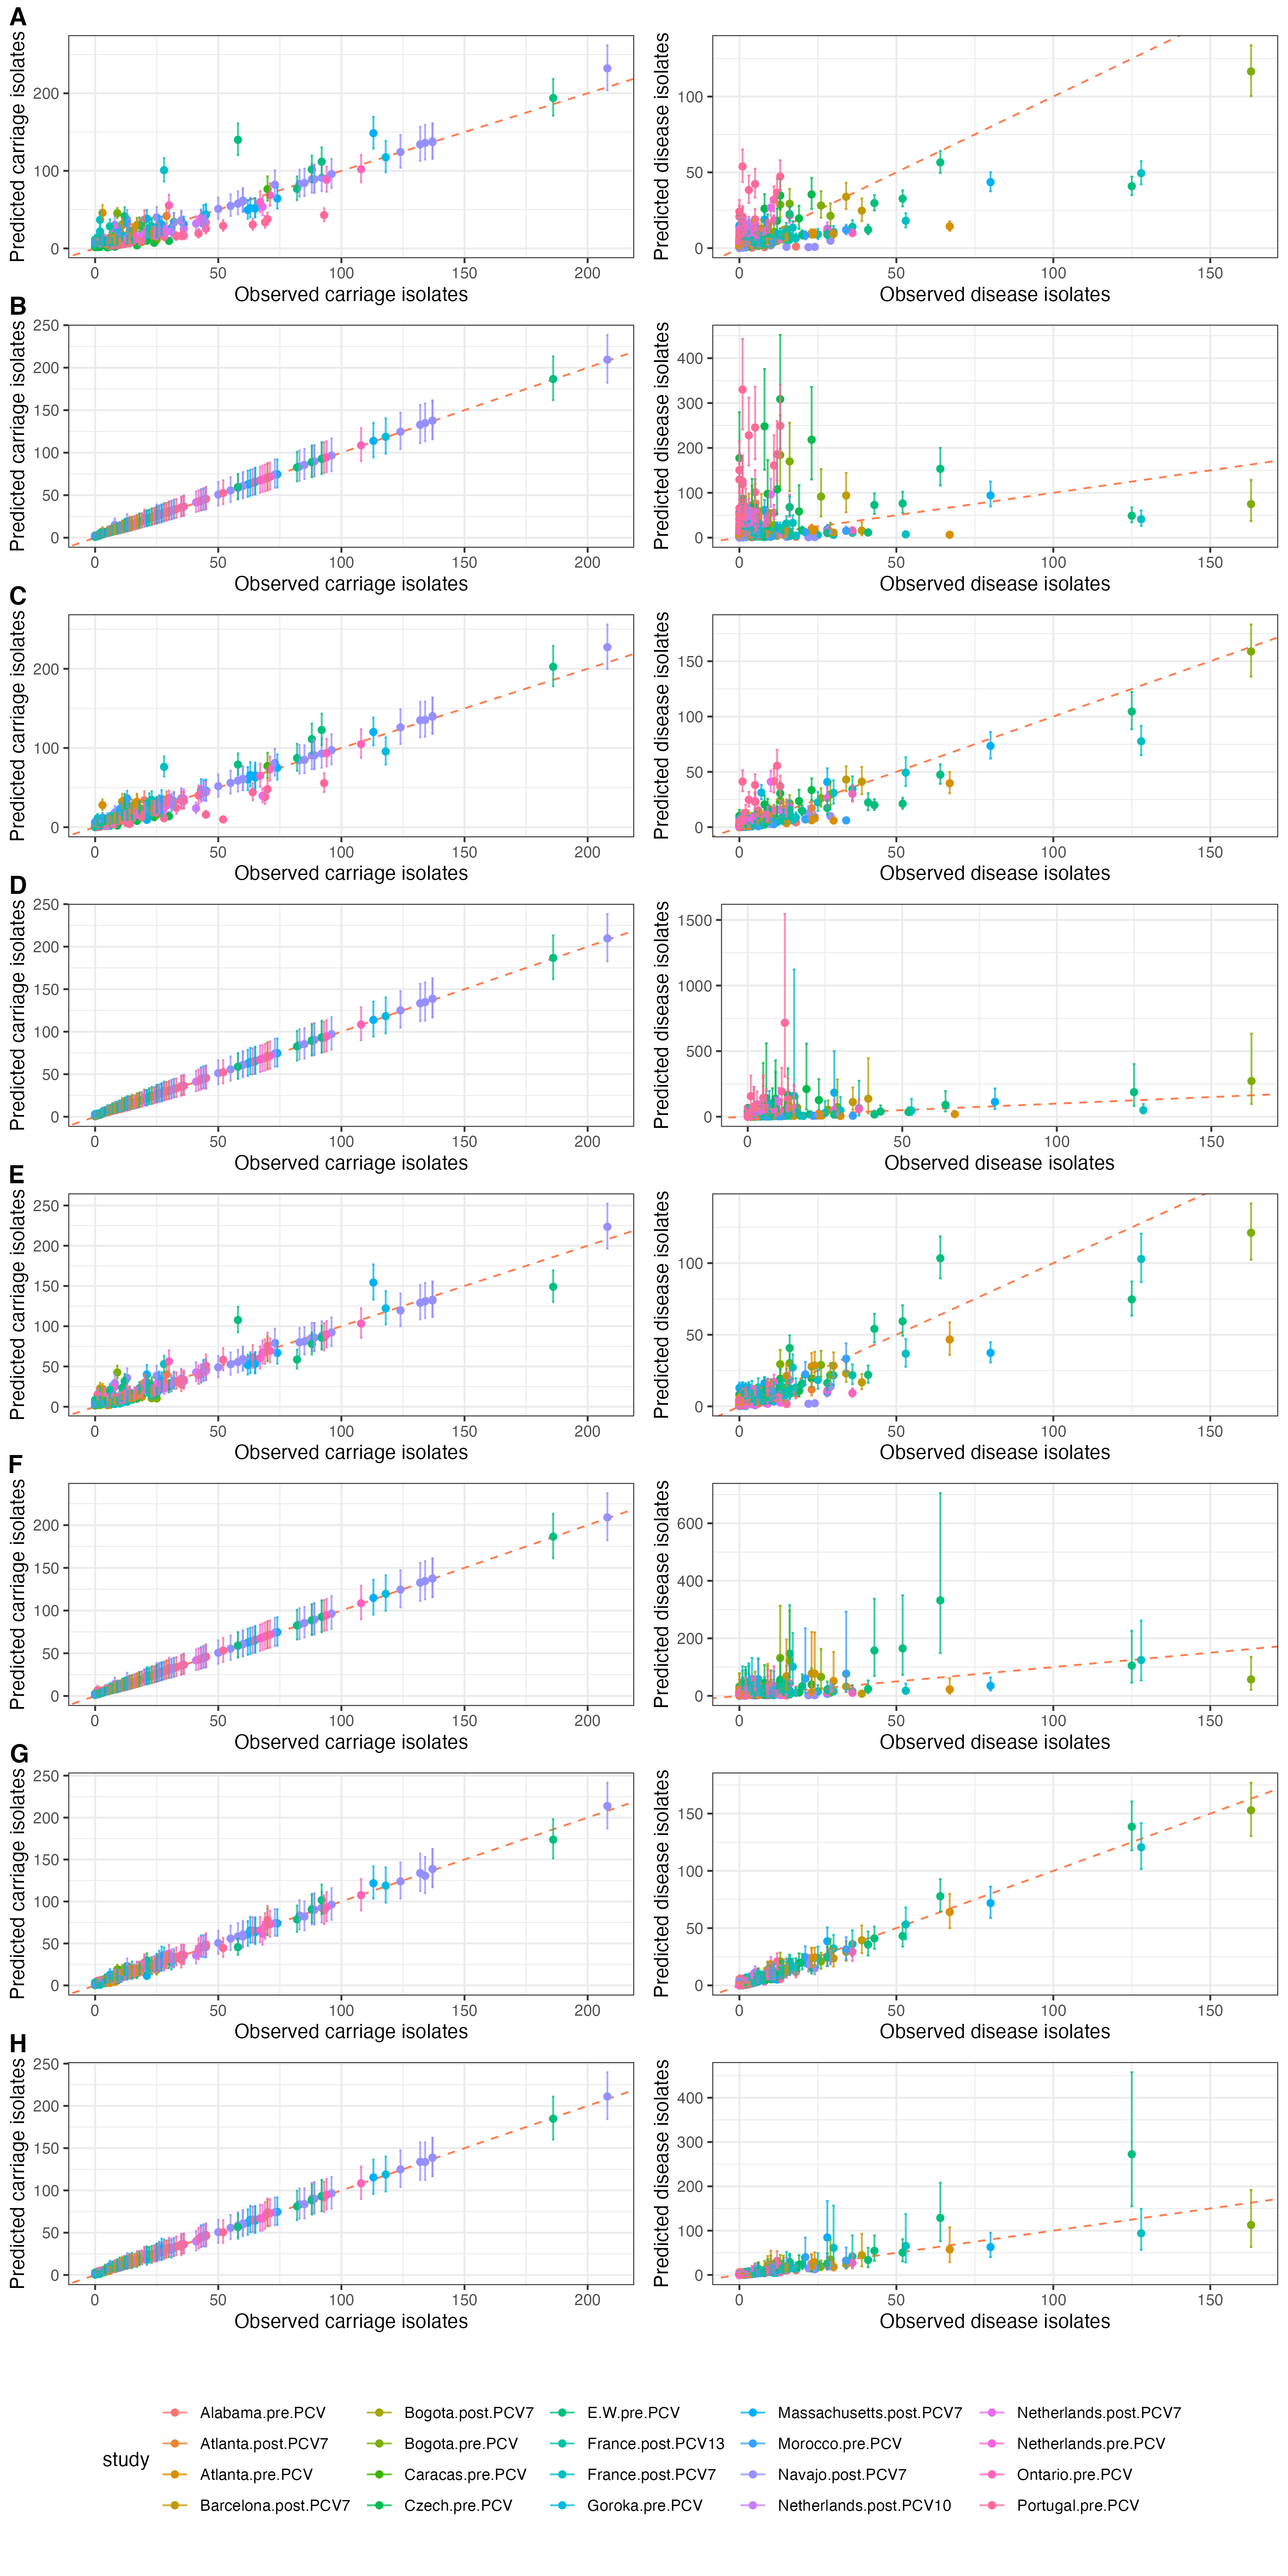 A
Predicted carriage isolates
200
100
0
0 50 100 150 200
Observed carriage isolates
Predicted disease isolates
100
50
0
0 50 100 150
Observed disease isolates
B
Predicted carriage isolates
250
200
150
100
50
0
0 50 100 150 200
Observed carriage isolates
Predicted disease isolates
400
300
200
100
0
0 50 100 150
Observed disease isolates
C
Predicted carriage isolates
200
100
0
0 50 100 150 200
Observed carriage isolates
Predicted disease isolates
150
100
50
0
0 50 100 150
Observed disease isolates
D
Predicted carriage isolates
250
200
150
100
50
0
0 50 100 150 200
Observed carriage isolates
Predicted disease isolates
1500
1000
500
0
0 50 100 150
Observed disease isolates
E
Predicted carriage isolates
250
200
150
100
50
0
0 50 100 150 200
Observed carriage isolates
Predicted disease isolates
100
50
0
0 50 100 150
Observed disease isolates
F
Predicted carriage isolates
200
150
100
50
0
0 50 100 150 200
Observed carriage isolates
Predicted disease isolates
600
400
200
0
0 50 100 150
Observed disease isolates
G
Predicted carriage isolates
250
200
150
100
50
0
0 50 100 150 200
Observed carriage isolates
Predicted disease isolates
150
100
50
0
0 50 100 150
Observed disease isolates
H
Predicted carriage isolates
250
200
150
100
50
0
0 50 100 150 200
Observed carriage isolates
Predicted disease isolates
400
300
200
100
0
0 50 100 150
Observed disease isolates
study
Alabama.pre.PCV
Atlanta.post.PCV7
Atlanta.pre.PCV
Barcelona.post.PCV7
Bogota.post.PCV7
Bogota.pre.PCV
Caracas.pre.PCV
Czech.pre.PCV
E.W.pre.PCV
France.post.PCV13
France.post.PCV7
Goroka.pre.PCV
Massachusetts.post.PCV7
Morocco.pre.PCV
Navajo.post.PCV7
Netherlands.post.PCV10
Netherlands.post.PCV7
Netherlands.pre.PCV
Ontario.pre.PCV
Portugal.pre.PCV